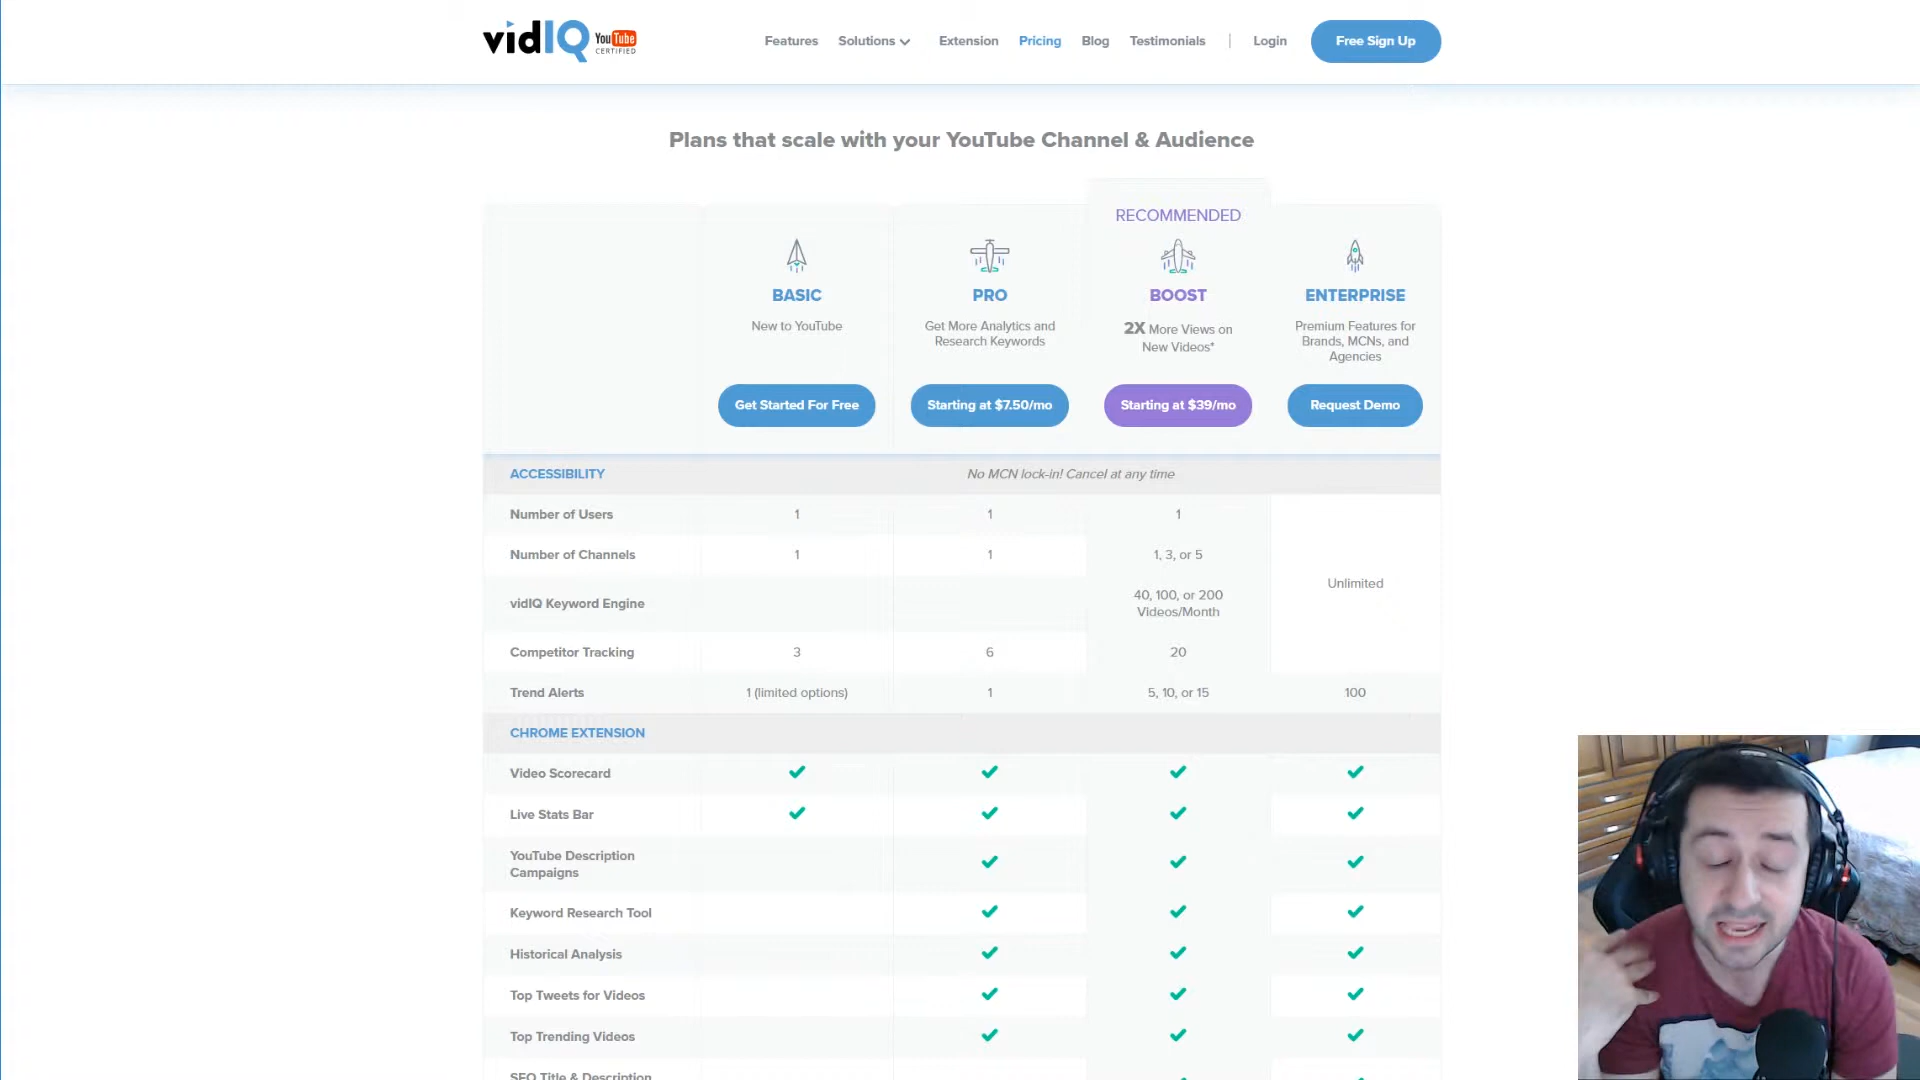 vidIQ YouTube CERTIFIED
Features Solutions Extension Pricing Blog Testimonials Login Free Sign Up
Plans that scale with your YouTube Channel & Audience
RECOMMENDED
BASIC PRO BOOST ENTERPRISE
New to YouTube
Get More Analytics and
Research Keywords
2X More Views on
New Videos*
Premium Features for
Brands, MCNs, and
Agencies
Get Started For Free Starting at $7.50/mo Starting at $39/mo Request Demo
ACCESSIBILITY No MCN lock-in! Cancel at any time
Number of Users 1 1 1
Number of Channels 1 1 1, 3, or 5
Unlimited
vidIQ Keyword Engine 40, 100, or 200
Videos/Month
Competitor Tracking 3 6 20
Trend Alerts 1 (limited options) 1 5, 10, or 15 100
CHROME EXTENSION
Video Scorecard
Live Stats Bar
YouTube Description
Campaigns
Keyword Research Tool
Historical Analysis
Top Tweets for Videos
Top Trending Videos
SEO Title & Description